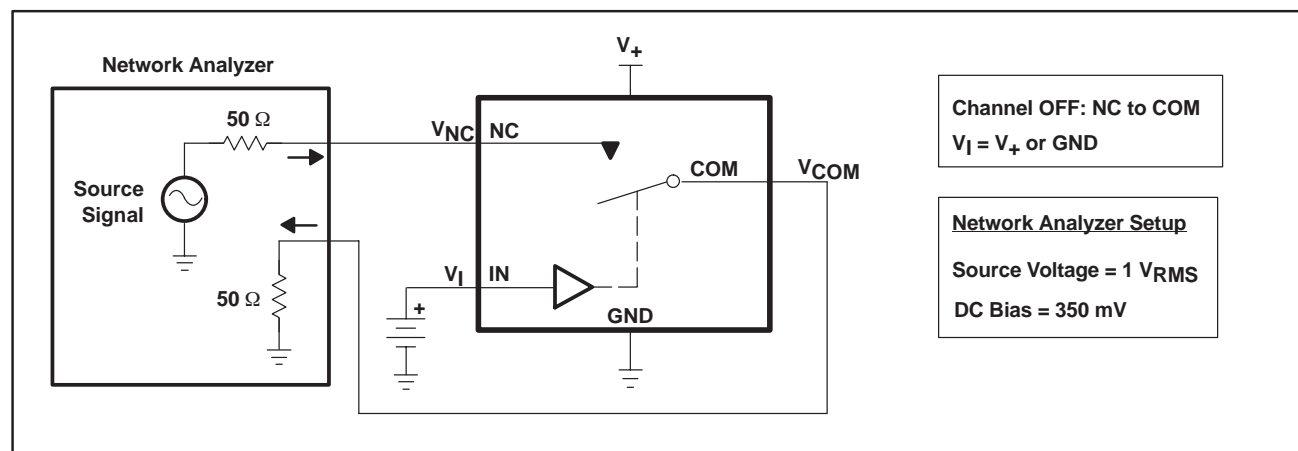 Network Analyzer
50 Ω
Source
Signal
50 Ω
V+
VNC NC
COM VCOM
VI IN
+
GND
Channel OFF: NC to COM
VI = V+ or GND
Network Analyzer Setup
Source Voltage = 1 VRMS
DC Bias = 350 mV